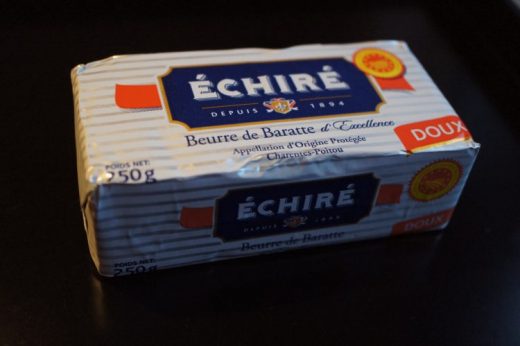 ÉCHIRÉ
DEPUIS 1894
Beurre de Baratte d'Excellence
Appellation d'Origine Protégée
Charentes-Poitou
DOUX
POIDS NET:
250g
ÉCHIRÉ
DEPUIS 1894
Beurre de Baratte
DOUX
POIDS NET:
250g